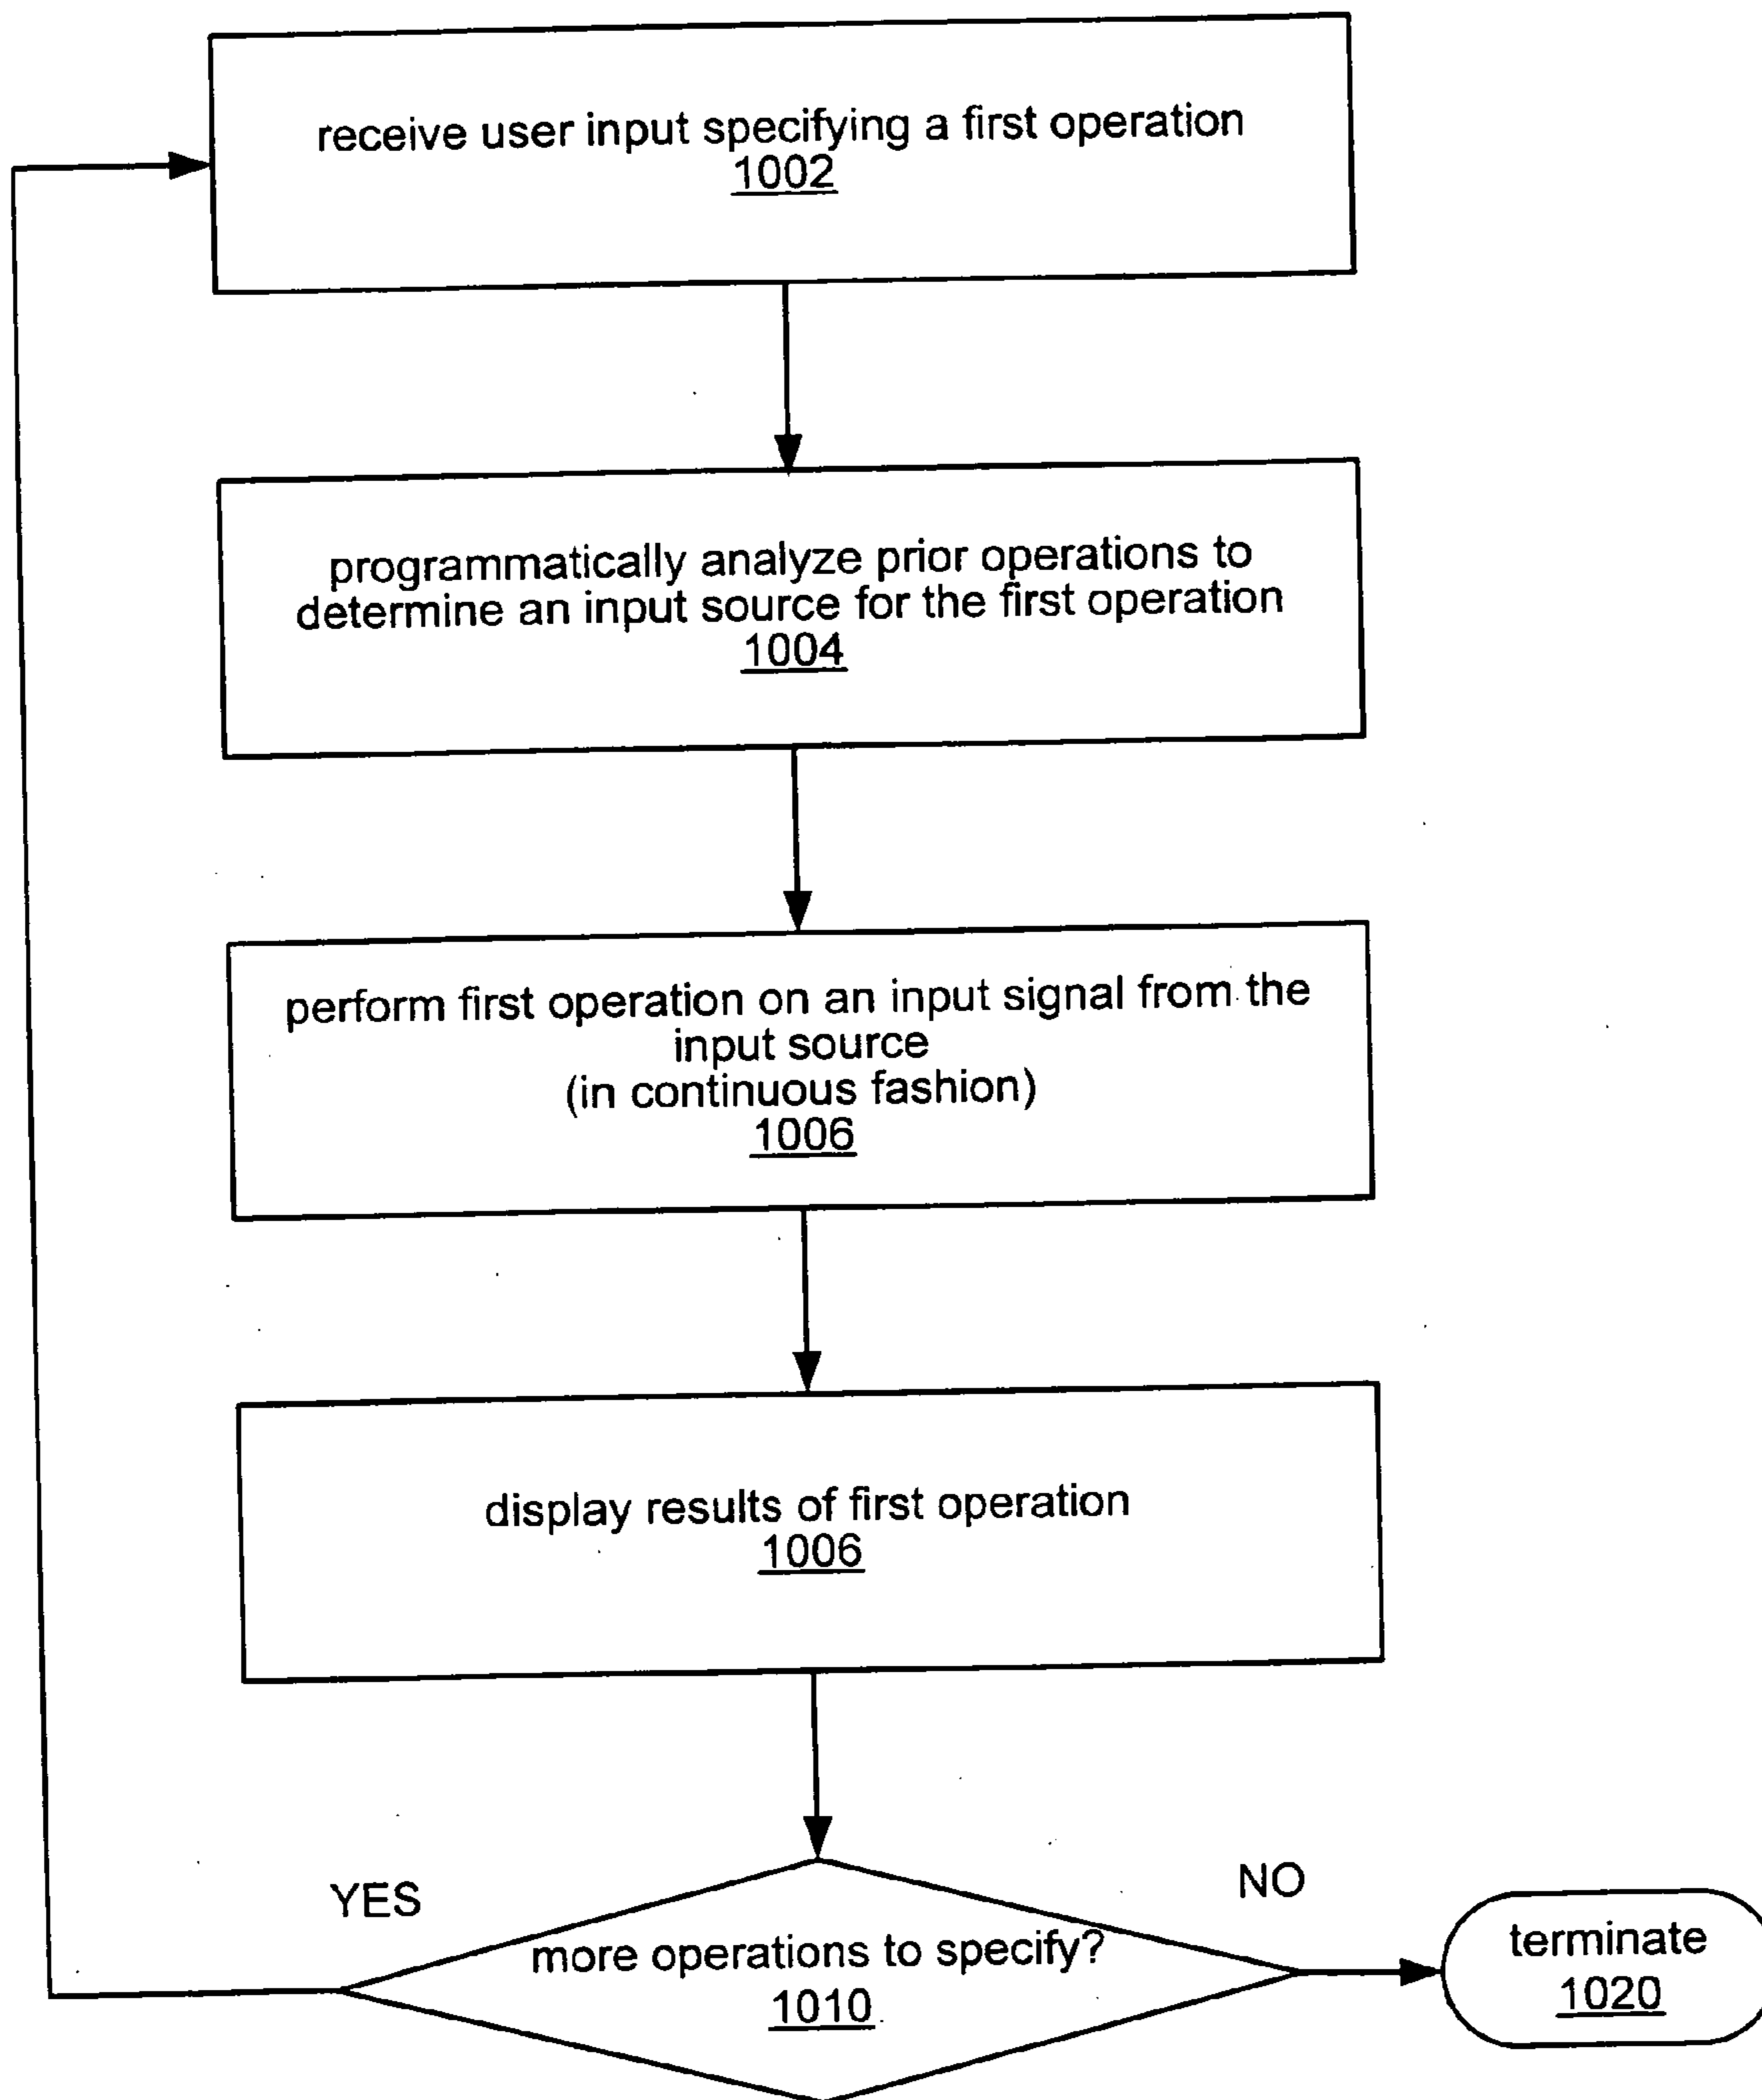 receive user input specifying a first operation
1002
programmatically analyze prior operations to
determine an input source for the first operation
1004
perform first operation on an input signal from the
input source
(in continuous fashion)
1006
display results of first operation
1006
YES
NO
more operations to specify?
1010
terminate
1020